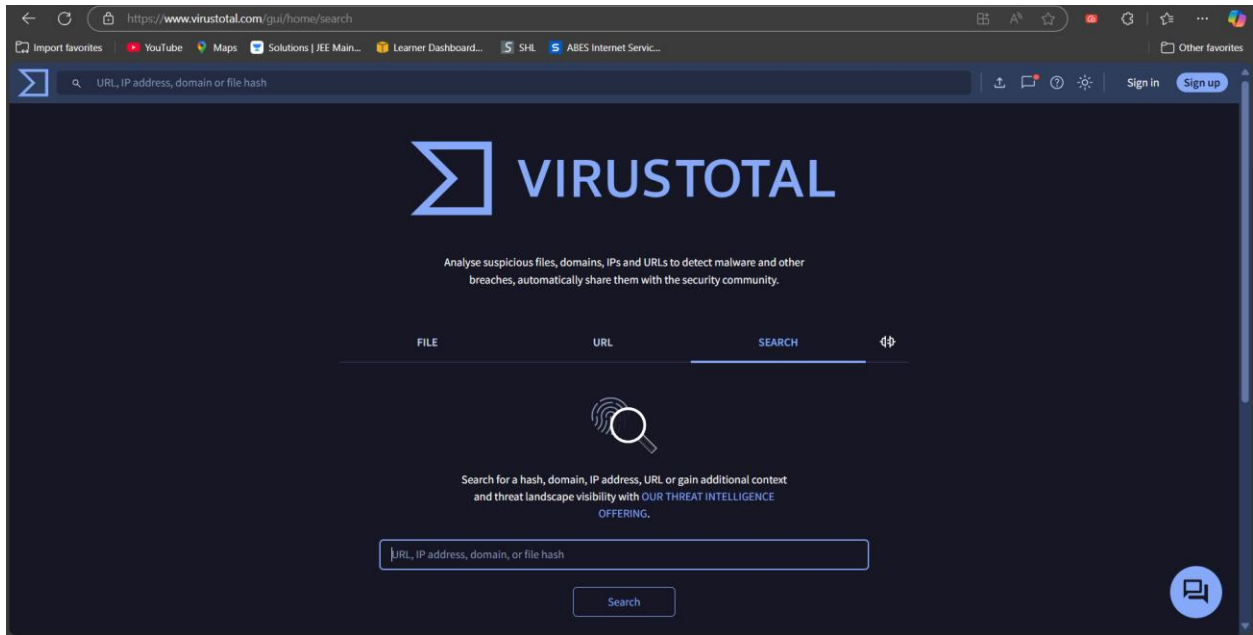 https://www.virustotal.com/gui/home/search
Import favorites YouTube Maps Solutions | JEE Main... Learner Dashboard... SHL ABES Internet Servic... Other favorites
URL, IP address, domain or file hash Sign in Sign up
VIRUSTOTAL
Analyse suspicious files, domains, IPs and URLs to detect malware and other
breaches, automatically share them with the security community.
FILE URL SEARCH
Search for a hash, domain, IP address, URL or gain additional context
and threat landscape visibility with OUR THREAT INTELLIGENCE
OFFERING.
URL, IP address, domain, or file hash
Search